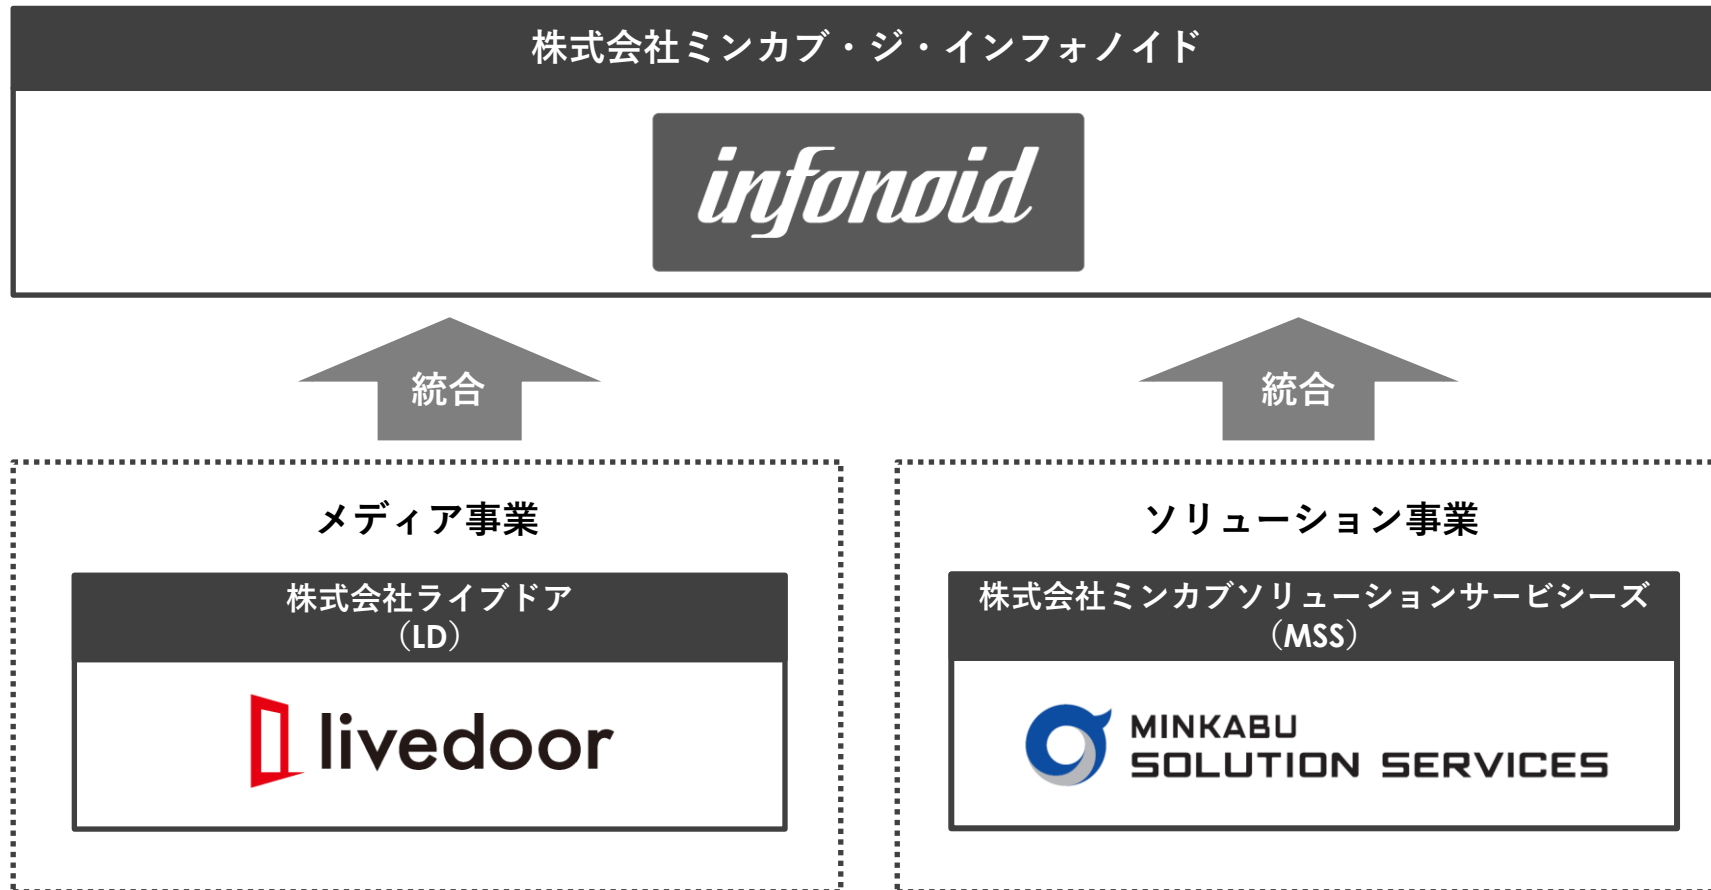 株式会社ミンカブ・ジ・インフォノイド
infonoid
統合
統合
メディア事業
株式会社ライブドア
（LD）
livedoor
ソリューション事業
株式会社ミンカブソリューションサービシーズ
（MSS）
MINKABU
SOLUTION SERVICES